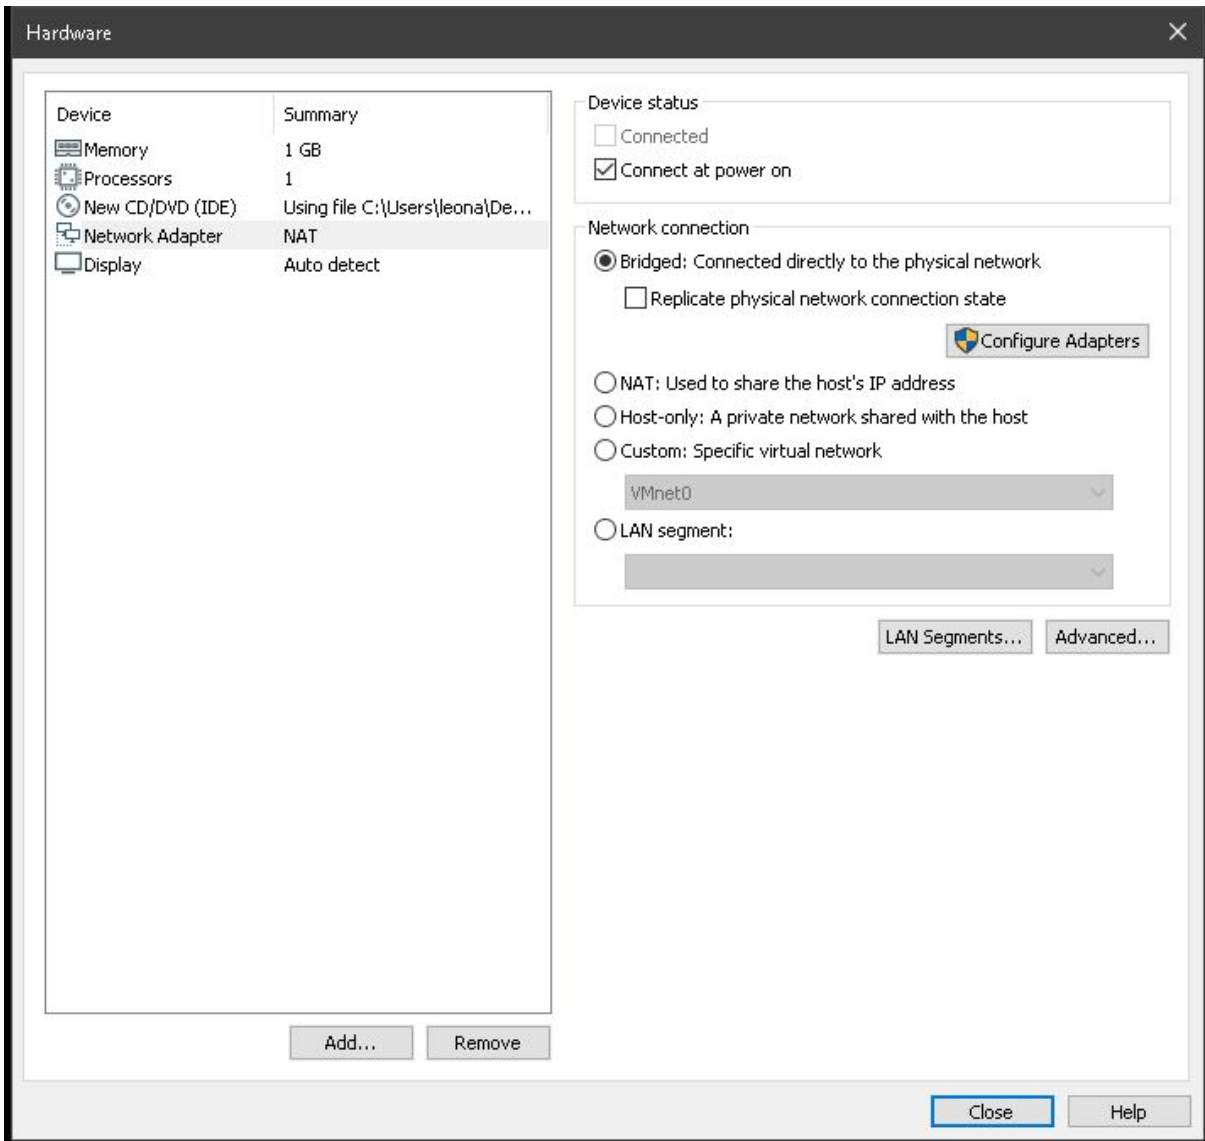 Hardware
Device Summary
Memory 1 GB
Processors 1
New CD/DVD (IDE) Using file C:\Users\leona\De...
Network Adapter NAT
Display Auto detect
Add... Remove
Device status
Connected
Connect at power on
Network connection
Bridged: Connected directly to the physical network
Replicate physical network connection state
Configure Adapters
NAT: Used to share the host's IP address
Host-only: A private network shared with the host
Custom: Specific virtual network
VMnet0
LAN segment:
LAN Segments... Advanced...
Close Help